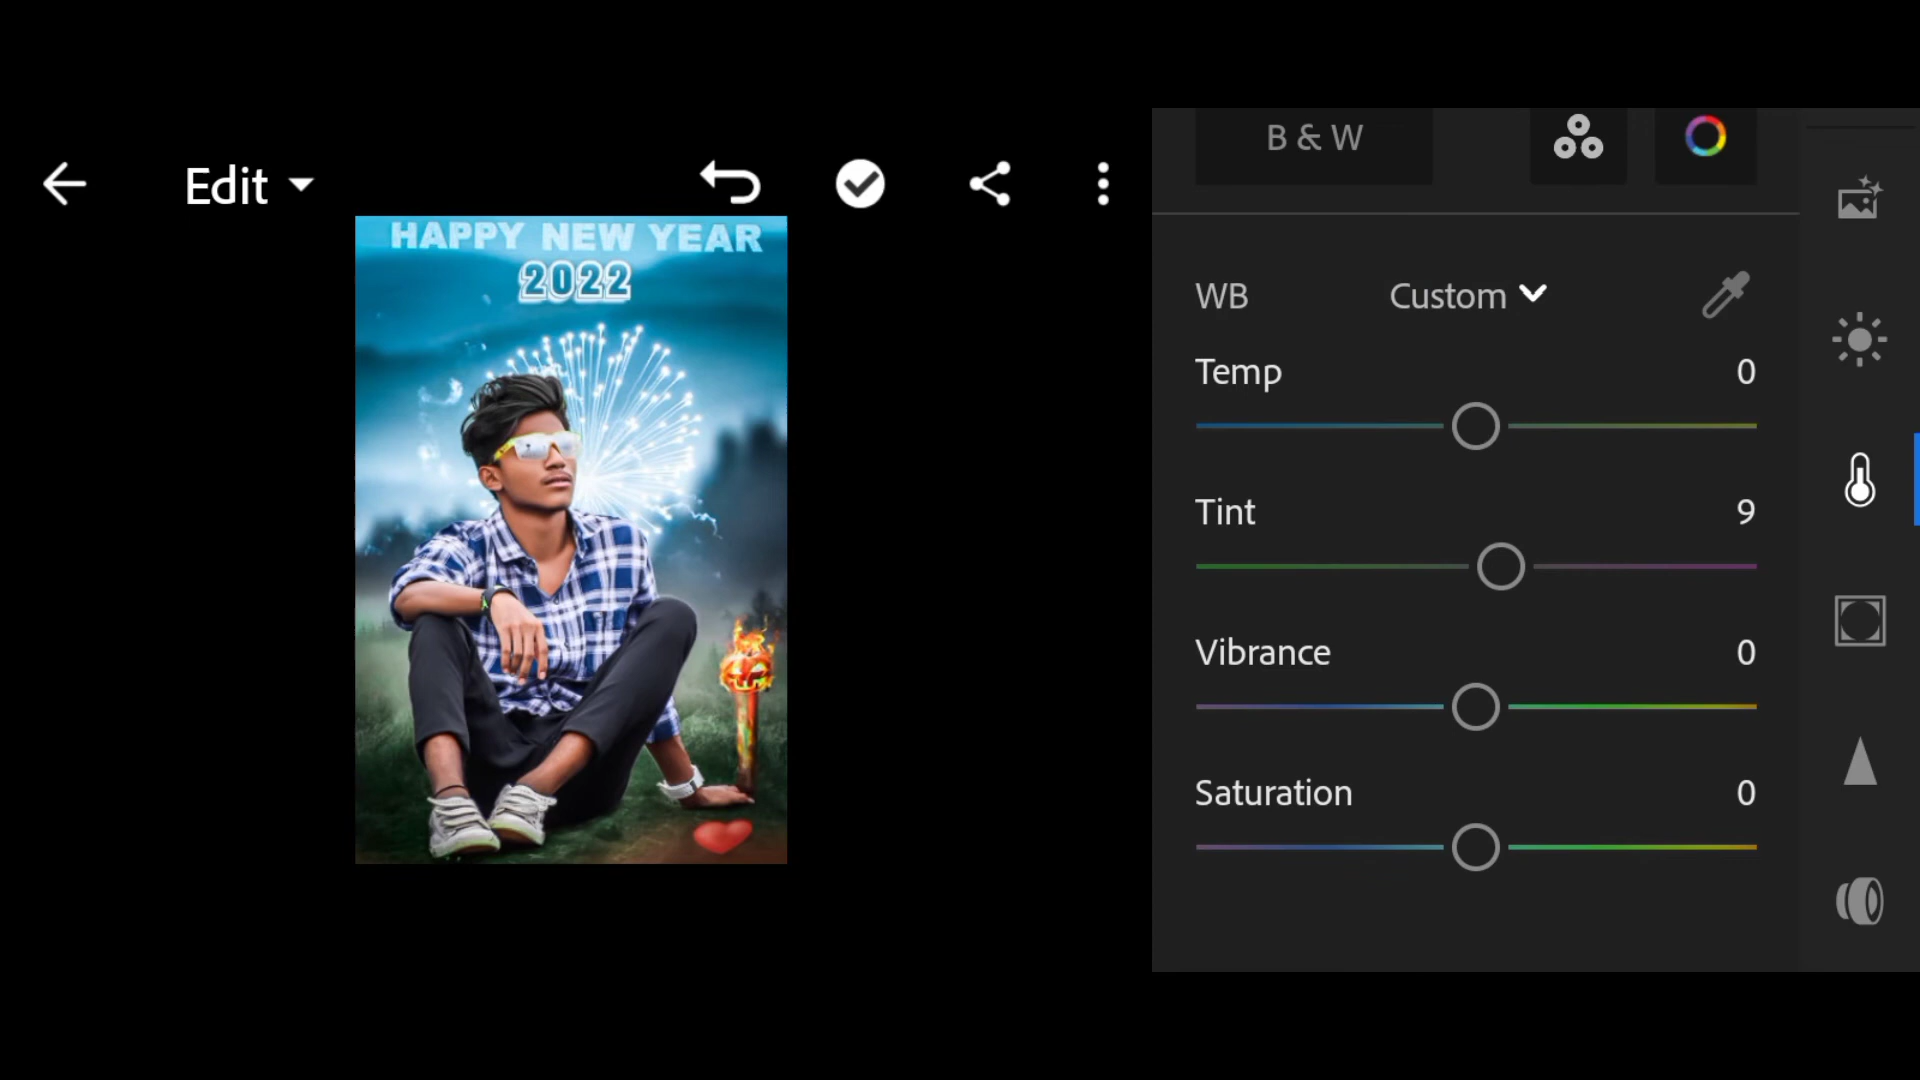 Edit
HAPPY NEW YEAR
2022
B & W
WB Custom
Temp 0
Tint 9
Vibrance 0
Saturation 0